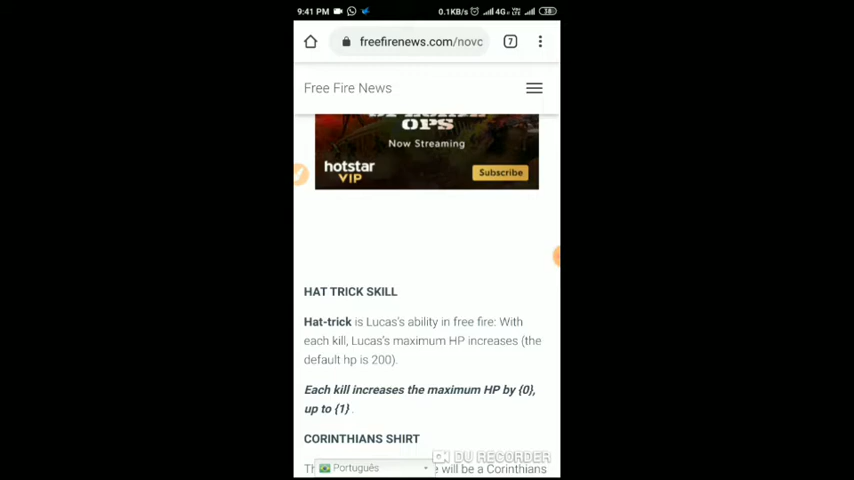 9:41 PM 0.1KB/s 4G 18
freefirenews.com/novc 7
Free Fire News
OPS
Now Streaming
hotstar
VIP
Subscribe
HAT TRICK SKILL
Hat-trick is Lucas's ability in free fire: With
each kill, Lucas's maximum HP increases (the
default hp is 200).
Each kill increases the maximum HP by {0},
up to {1} .
CORINTHIANS SHIRT
DU RECORDER
Português
will be a Corinthians